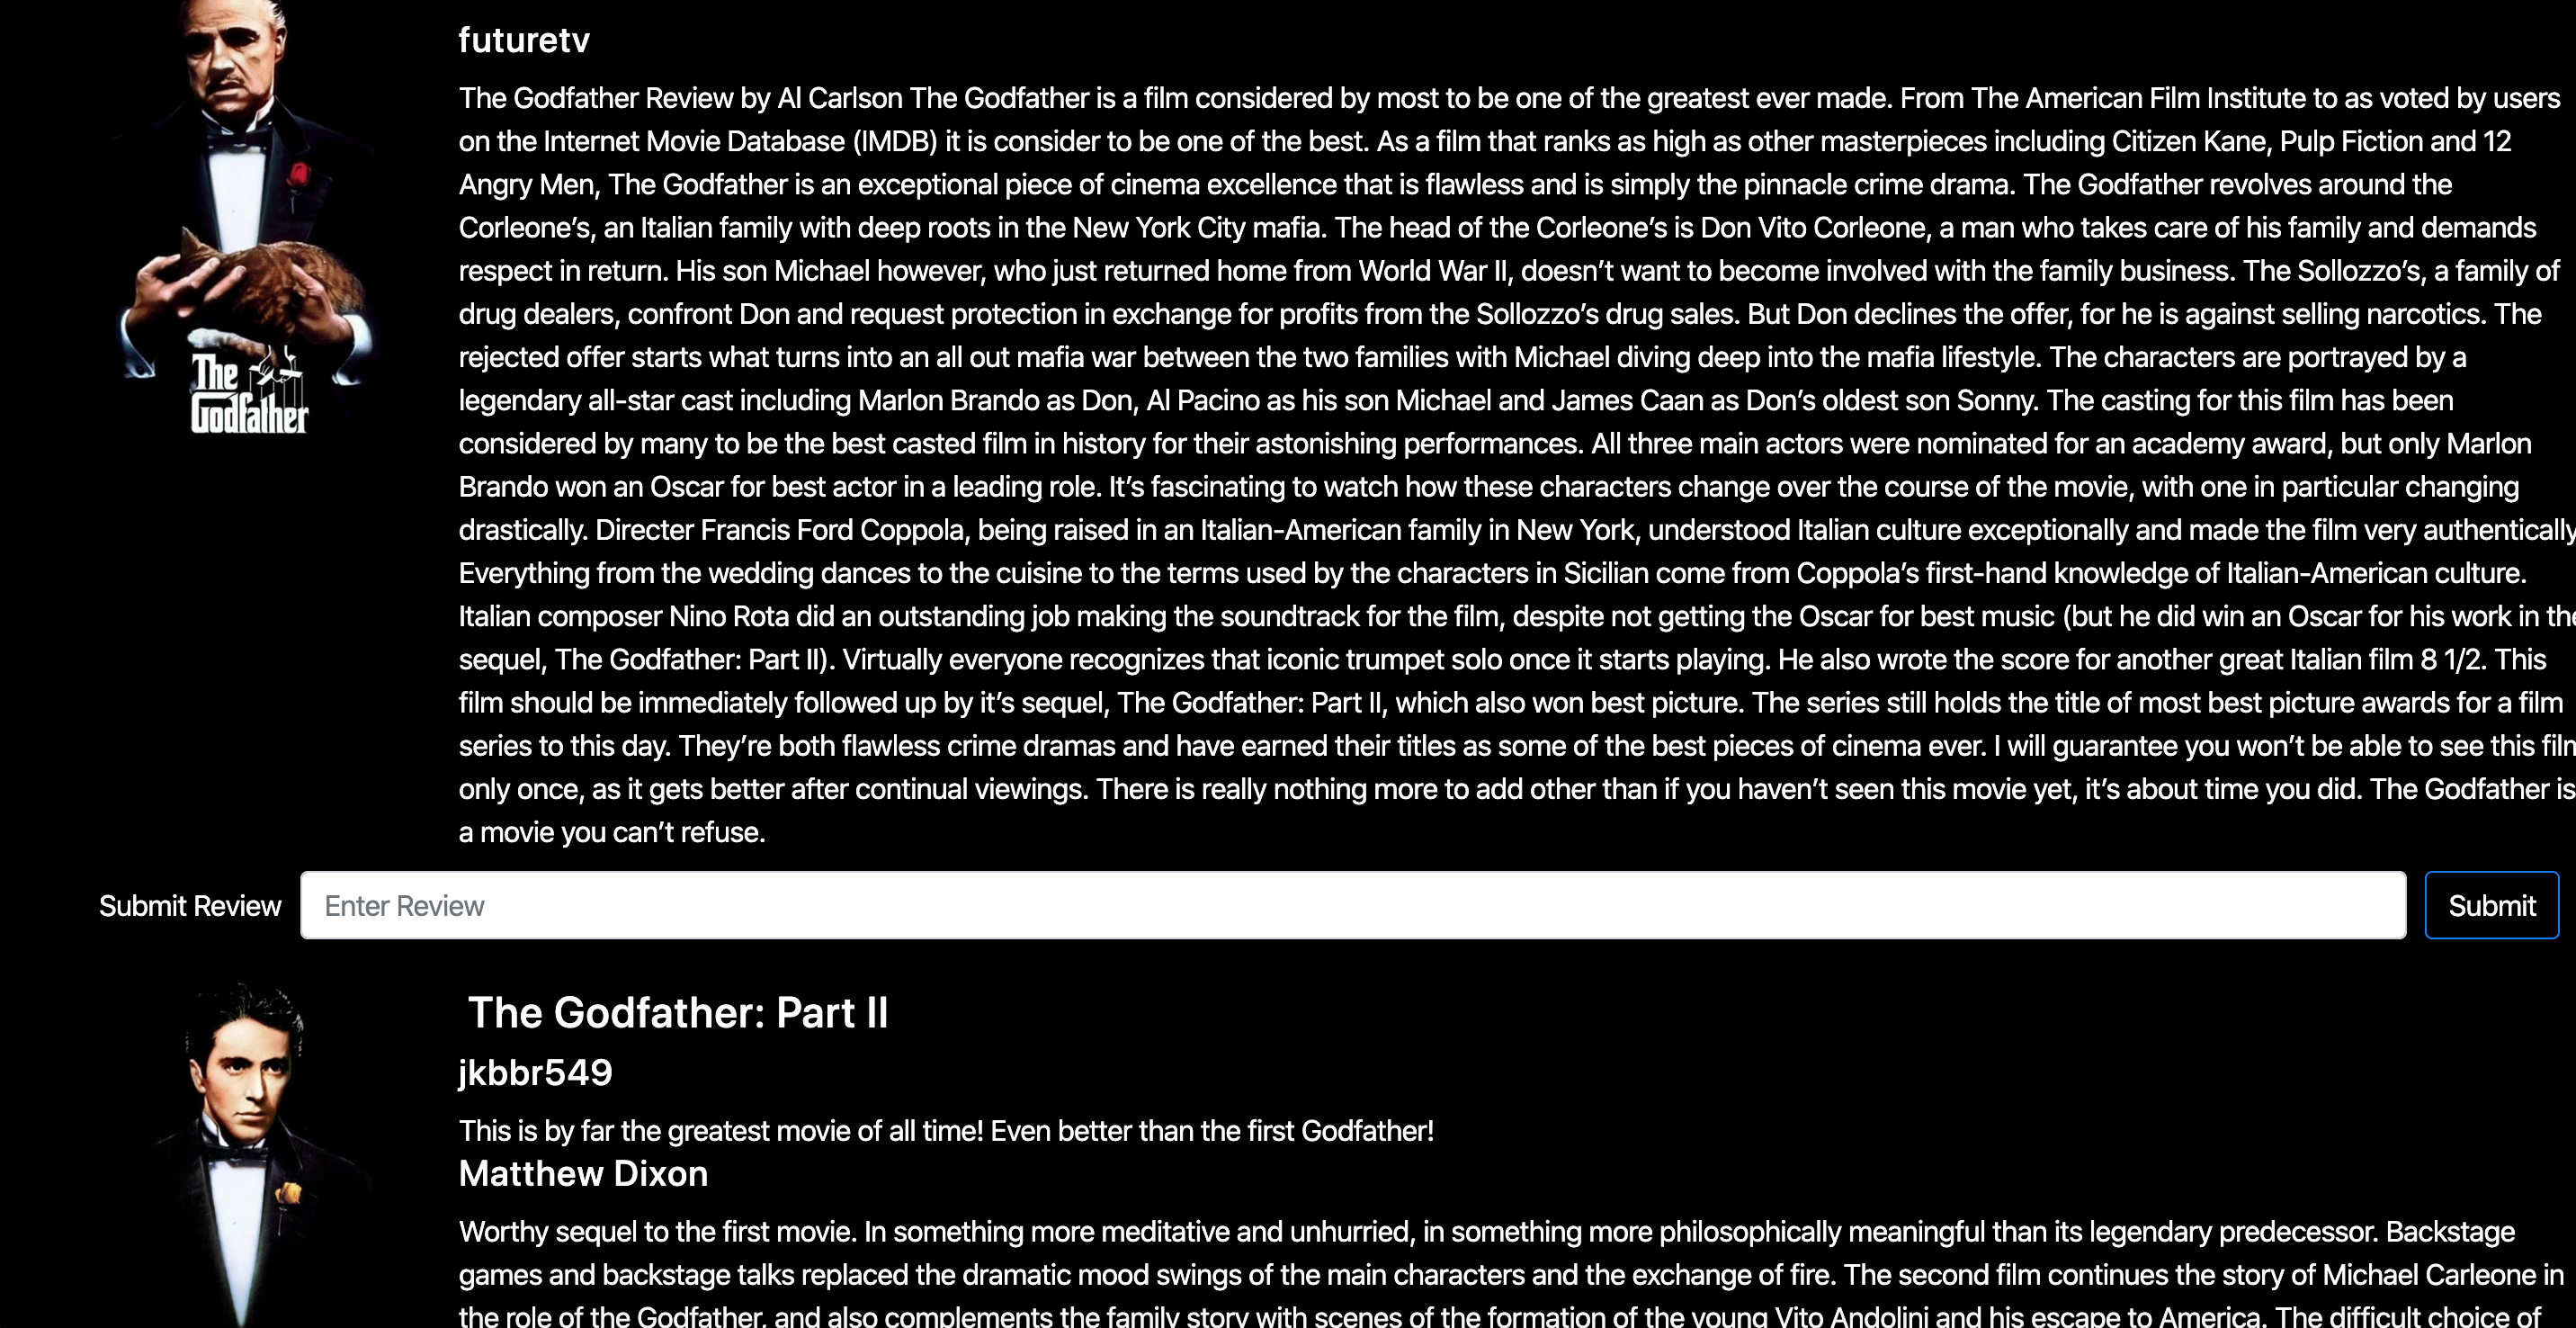 futuretv
The Godfather Review by Al Carlson The Godfather is a film considered by most to be one of the greatest ever made. From The American Film Institute to as voted by users
on the Internet Movie Database (IMDB) it is consider to be one of the best. As a film that ranks as high as other masterpieces including Citizen Kane, Pulp Fiction and 12
Angry Men, The Godfather is an exceptional piece of cinema excellence that is flawless and is simply the pinnacle crime drama. The Godfather revolves around the
Corleone’s, an Italian family with deep roots in the New York City mafia. The head of the Corleone’s is Don Vito Corleone, a man who takes care of his family and demands
respect in return. His son Michael however, who just returned home from World War II, doesn’t want to become involved with the family business. The Sollozzo’s, a family of
drug dealers, confront Don and request protection in exchange for profits from the Sollozzo’s drug sales. But Don declines the offer, for he is against selling narcotics. The
rejected offer starts what turns into an all out mafia war between the two families with Michael diving deep into the mafia lifestyle. The characters are portrayed by a
legendary all-star cast including Marlon Brando as Don, Al Pacino as his son Michael and James Caan as Don’s oldest son Sonny. The casting for this film has been
considered by many to be the best casted film in history for their astonishing performances. All three main actors were nominated for an academy award, but only Marlon
Brando won an Oscar for best actor in a leading role. It’s fascinating to watch how these characters change over the course of the movie, with one in particular changing
drastically. Directer Francis Ford Coppola, being raised in an Italian-American family in New York, understood Italian culture exceptionally and made the film very authentically
Everything from the wedding dances to the cuisine to the terms used by the characters in Sicilian come from Coppola’s first-hand knowledge of Italian-American culture.
Italian composer Nino Rota did an outstanding job making the soundtrack for the film, despite not getting the Oscar for best music (but he did win an Oscar for his work in the
sequel, The Godfather: Part II). Virtually everyone recognizes that iconic trumpet solo once it starts playing. He also wrote the score for another great Italian film 8 1/2. This
film should be immediately followed up by it’s sequel, The Godfather: Part II, which also won best picture. The series still holds the title of most best picture awards for a film
series to this day. They’re both flawless crime dramas and have earned their titles as some of the best pieces of cinema ever. I will guarantee you won’t be able to see this film
only once, as it gets better after continual viewings. There is really nothing more to add other than if you haven’t seen this movie yet, it’s about time you did. The Godfather is
a movie you can’t refuse.
The
Godfather
Submit Review
Enter Review
Submit
The Godfather: Part II
jkbbr549
This is by far the greatest movie of all time! Even better than the first Godfather!
Matthew Dixon
Worthy sequel to the first movie. In something more meditative and unhurried, in something more philosophically meaningful than its legendary predecessor. Backstage
games and backstage talks replaced the dramatic mood swings of the main characters and the exchange of fire. The second film continues the story of Michael Carleone in
the role of the Godfather, and also complements the family story with scenes of the formation of the young Vito Andolini and his escape to America. The difficult choice of